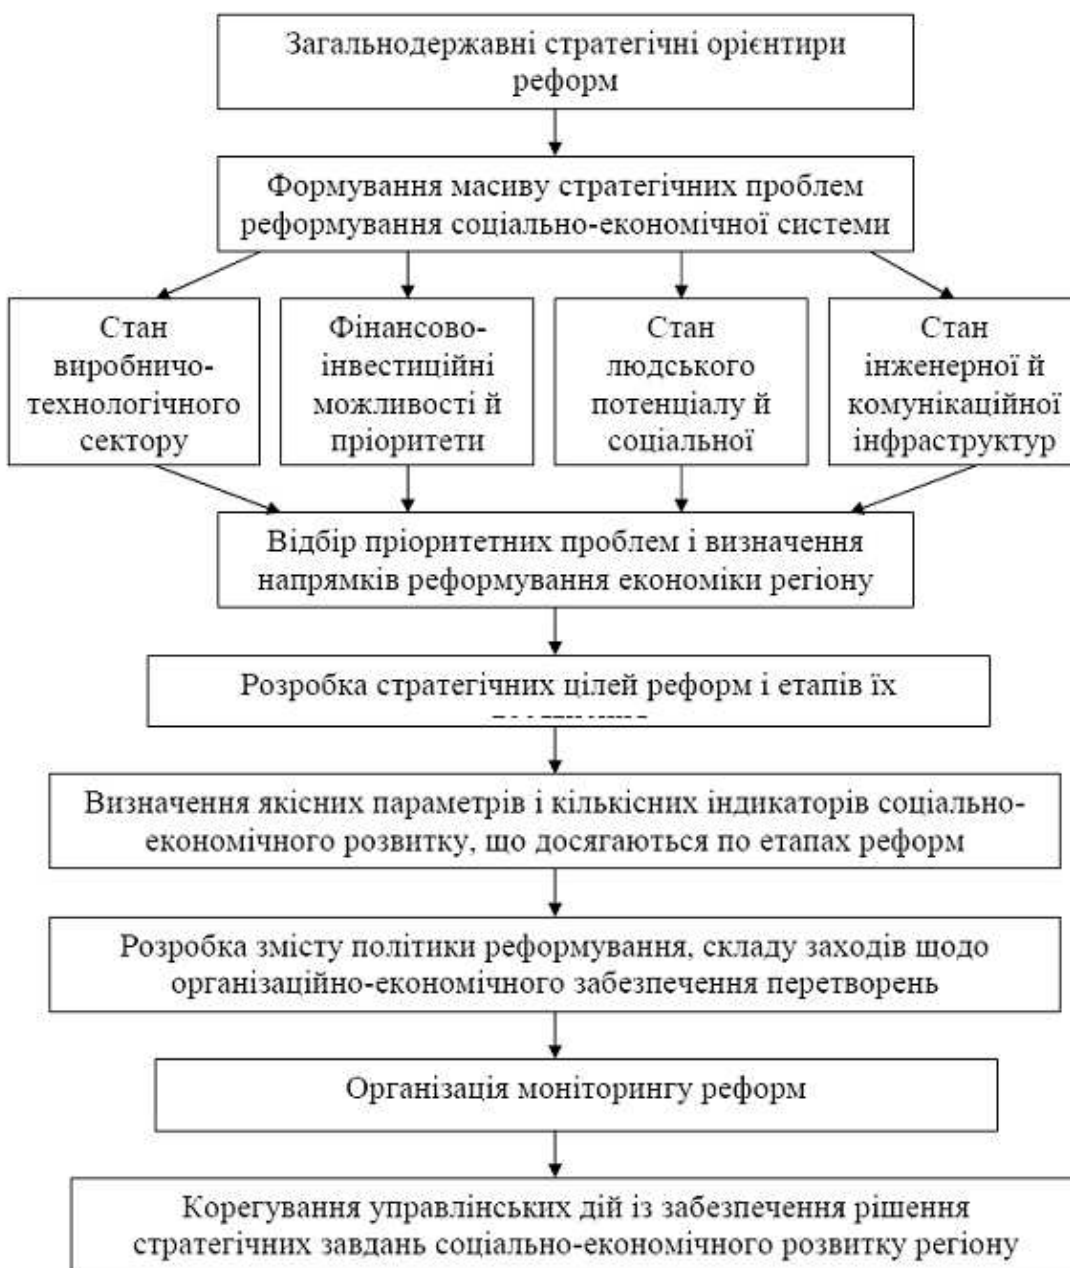 Загальнодержавні стратегічні орієнтири
реформ
Формування масиву стратегічних проблем
реформування соціально-економічної системи
Стан
виробничо-
технологічного
сектору
Фінансово-
інвестиційні
можливості й
пріоритети
Стан
людського
потенціалу й
соціальної
Стан
інженерної й
комунікаційної
інфраструктур
Відбір пріоритетних проблем і визначення
напрямків реформування економіки регіону
Розробка стратегічних цілей реформ і етапів їх
Визначення якісних параметрів і кількісних індикаторів соціально-
економічного розвитку, що досягаються по етапах реформ
Розробка змісту політики реформування, складу заходів щодо
організаційно-економічного забезпечення перетворень
Організація моніторингу реформ
Корегування управлінських дій із забезпечення рішення
стратегічних завдань соціально-економічного розвитку регіону